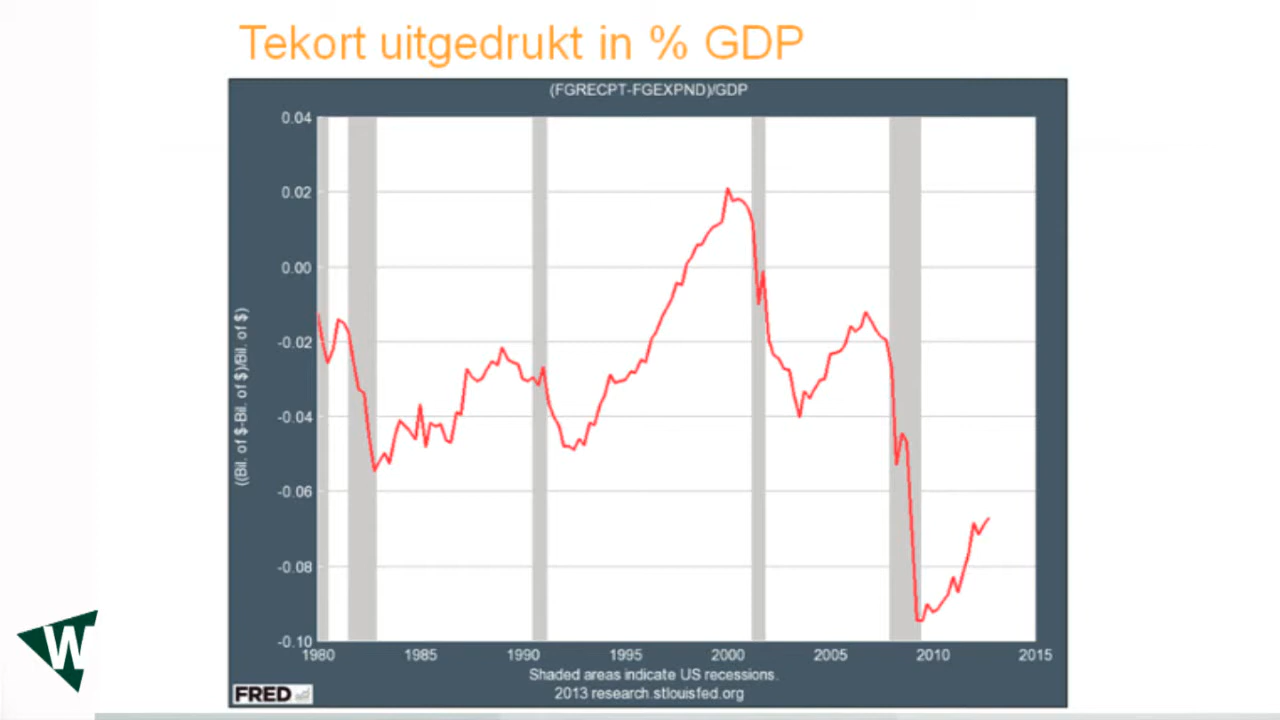 Tekort uitgedrukt in % GDP
(FGRECPT-FGEXPND)/GDP
0.04
0.02
0.00
-0.02
-0.04
-0.06
-0.08
-0.10
((Bil. of $-Bil. of $)/Bil. of $)
1980 1985 1990 1995 2000 2005 2010 2015
Shaded areas indicate US recessions.
2013 research.stlouisfed.org
FRED
W